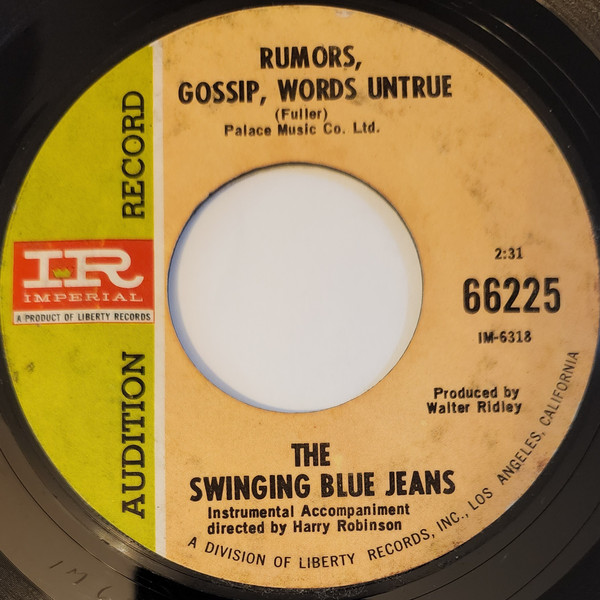 RUMORS,
GOSSIP, WORDS UNTRUE
(Fuller)
Palace Music Co. Ltd.
AUDITION RECORD
IR
IMPERIAL
A PRODUCT OF LIBERTY RECORDS
2:31
66225
IM-6318
Produced by
Walter Ridley
THE
SWINGING BLUE JEANS
Instrumental Accompaniment
directed by Harry Robinson
A DIVISION OF LIBERTY RECORDS, INC., LOS ANGELES, CALIFORNIA